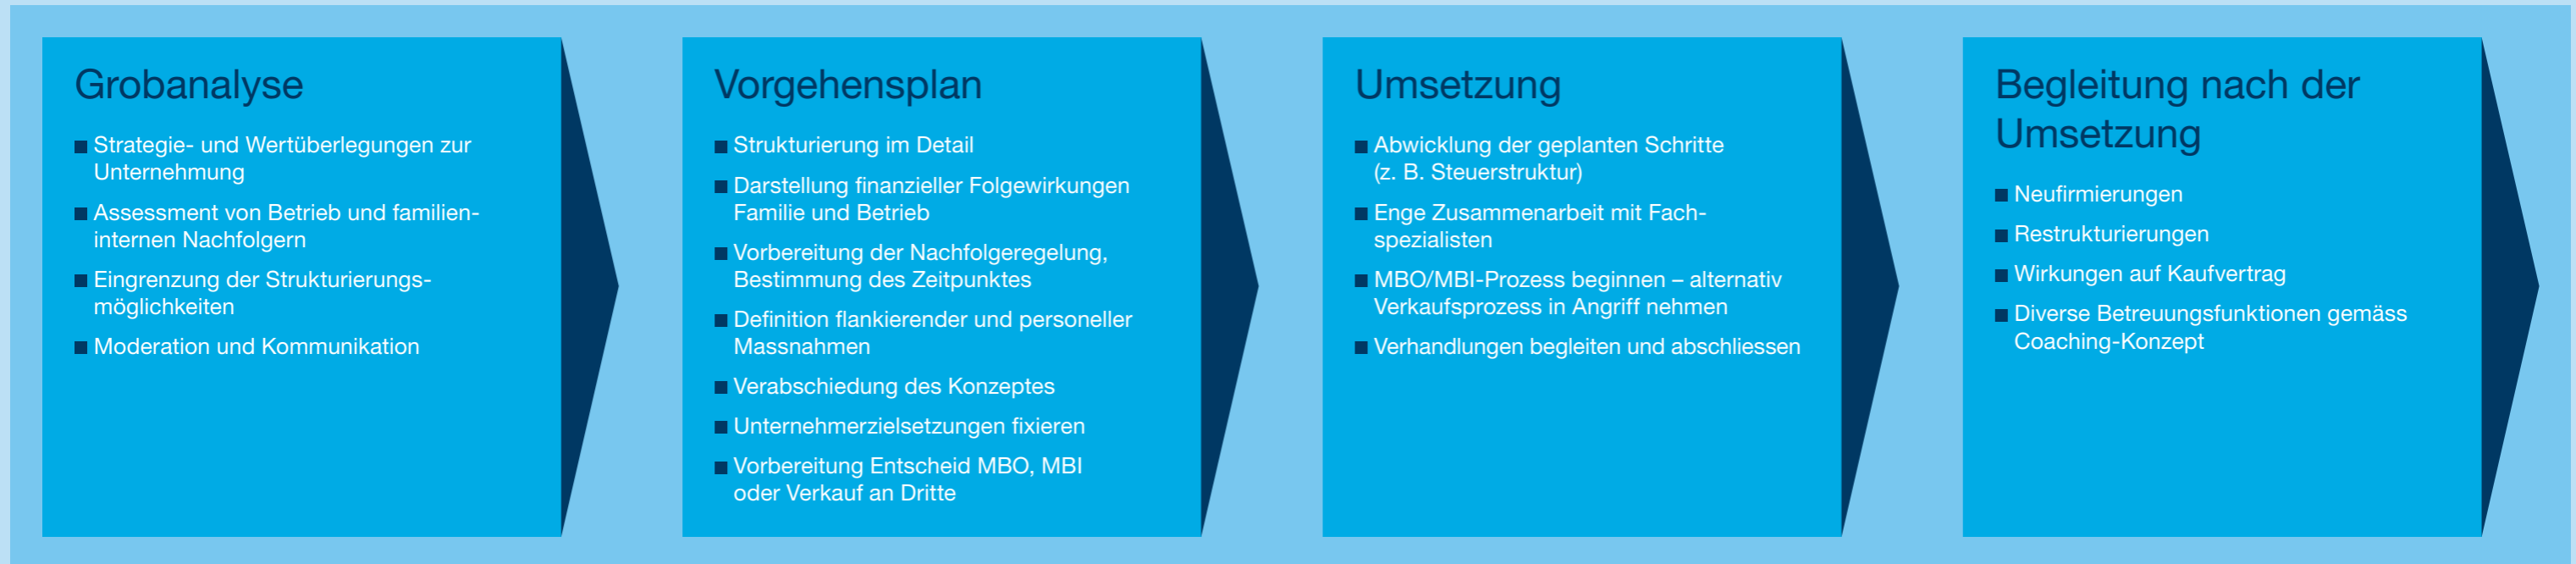 Grobanalyse
■ Strategie- und Wertüberlegungen zur
Unternehmung
■ Assessment von Betrieb und familien-
internen Nachfolgern
■ Eingrenzung der Strukturierungs-
möglichkeiten
■ Moderation und Kommunikation
Vorgehensplan
■ Strukturierung im Detail
■ Darstellung finanzieller Folgewirkungen
Familie und Betrieb
■ Vorbereitung der Nachfolgeregelung,
Bestimmung des Zeitpunktes
■ Definition flankierender und personeller
Massnahmen
■ Verabschiedung des Konzeptes
■ Unternehmerzielsetzungen fixieren
■ Vorbereitung Entscheid MBO, MBI
oder Verkauf an Dritte
Umsetzung
■ Abwicklung der geplanten Schritte
(z. B. Steuerstruktur)
■ Enge Zusammenarbeit mit Fach-
spezialisten
■ MBO/MBI-Prozess beginnen – alternativ
Verkaufsprozess in Angriff nehmen
■ Verhandlungen begleiten und abschliessen
Begleitung nach der
Umsetzung
■ Neufirmierungen
■ Restrukturierungen
■ Wirkungen auf Kaufvertrag
■ Diverse Betreuungsfunktionen gemäss
Coaching-Konzept